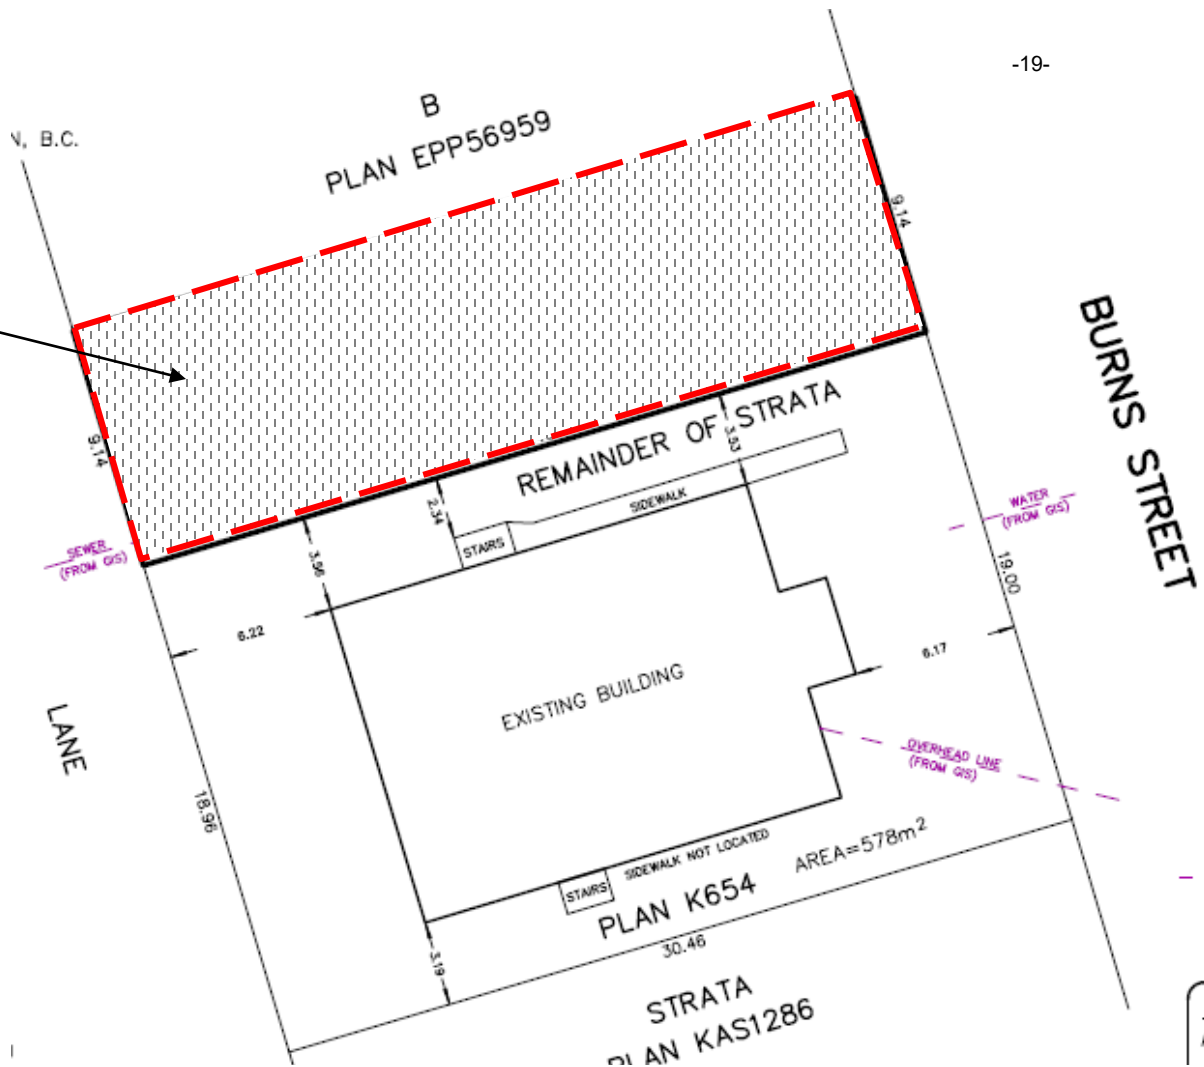 -19-
B
PLAN EPP56959
N, B.C.
9.14
9.14
BURNS STREET
REMAINDER OF STRATA
3.53
2.34
SIDEWALK
STAIRS
WATER
(FROM GIS)
SEWER
(FROM GIS)
3.96
19.00
6.22
6.17
EXISTING BUILDING
LANE
OVERHEAD LINE
(FROM GIS)
18.96
SIDEWALK NOT LOCATED
AREA=578m²
STAIRS
PLAN K654
30.46
3.19
STRATA
PLAN KAS1286